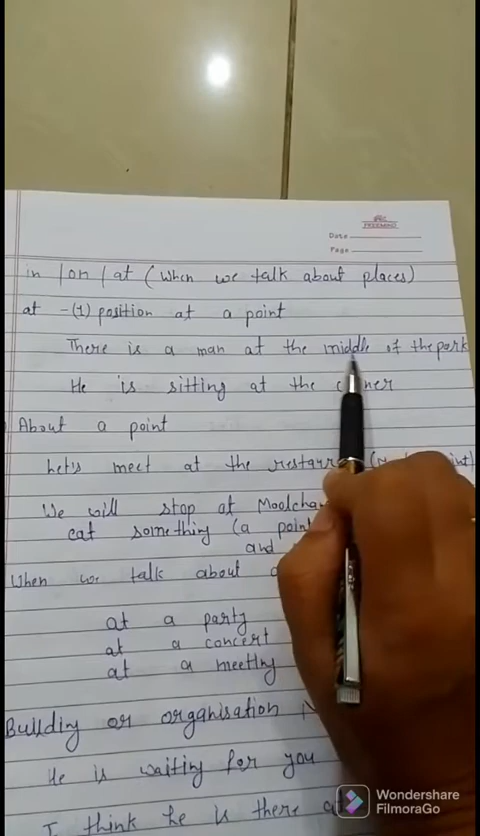 Date
Page
in / on / at (When we talk about places)
at - (1) position at a point
There is a man at the middle of the park
He is sitting at the
About a point
Let's meet at the
We will stop at
eat something (a
and
When we talk about
at a party
at a concert
at a meeting
Building or organisation
He is waiting for you
I think he is there
Wondershare
FilmoraGo